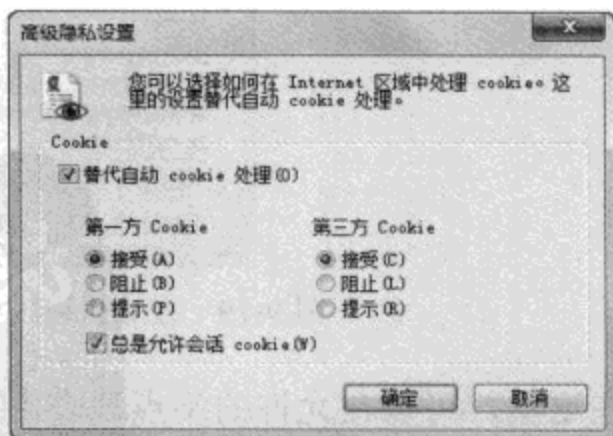 高级隐私设置
您可以选择如何在 Internet 区域中处理 cookie。这
里的设置替代自动 cookie 处理。
Cookie
替代自动 cookie 处理(O)
第一方 Cookie 第三方 Cookie
接受(A) 接受(C)
阻止(B) 阻止(L)
提示(P) 提示(R)
总是允许会话 cookie(W)
确定 取消